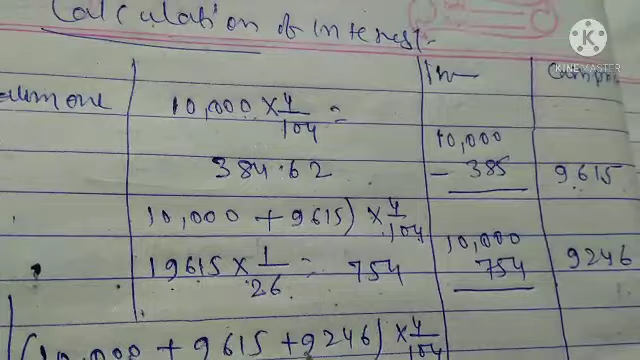 Calculation of interest.
KINEMASTER
10,000 × 4/104 =
384.62
10,000
- 385
9615
10,000 + 9615) × 4/104
19615 × 1/26 = 754
10,000
754
9246
(10,000 + 9615 + 9246) × 4/104